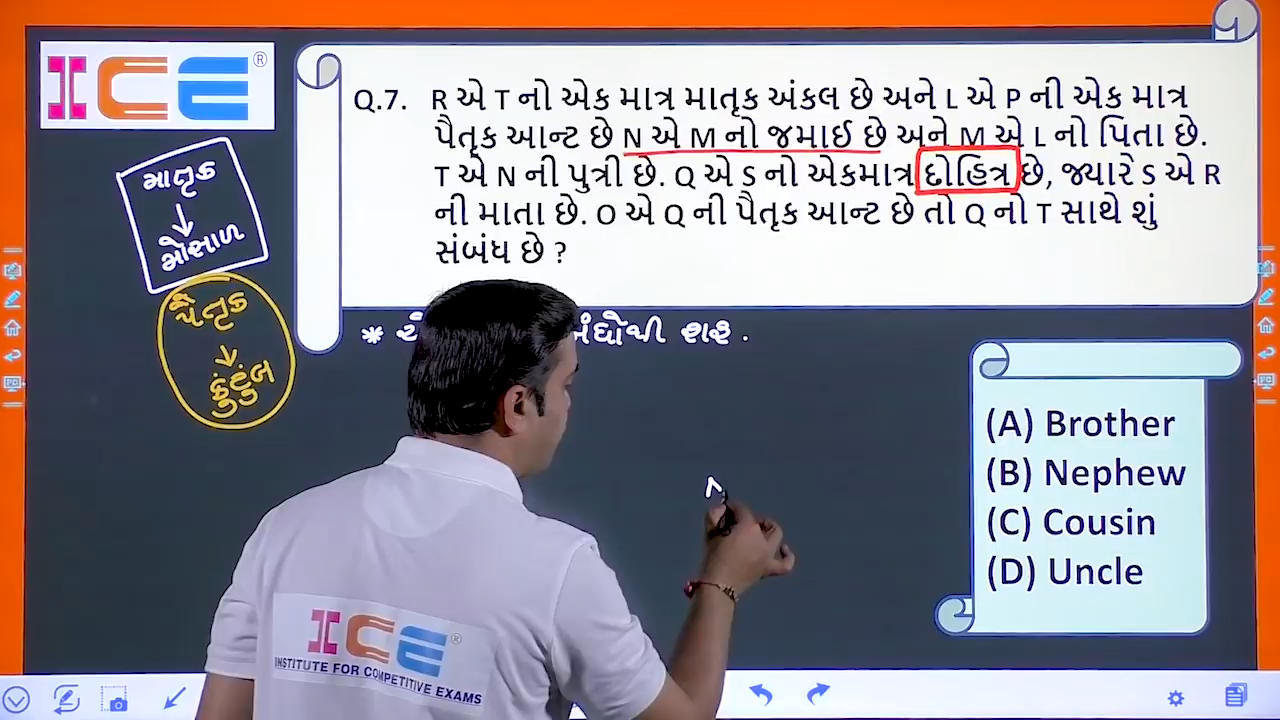 ICE®
Q.7. R એ T નો એક માત્ર માતૃક અંકલ છે અને L એ P ની એક માત્ર
પૈતૃક આન્ટ છે N એ M નો જમાઈ છે અને M એ L નો પિતા છે.
T એ N ની પુત્રી છે. Q એ S નો એકમાત્ર દોહિત્ર છે, જ્યારે S એ R
ની માતા છે. O એ Q ની પૈતૃક આન્ટ છે તો Q નો T સાથે શું
સંબંધ છે ?
માતૃક
↓
મોસાળ
પૈતૃક
↓
કુટુંબ
* બંધોથી શરૂ .
(A) Brother
(B) Nephew
(C) Cousin
(D) Uncle
ICE®
INSTITUTE FOR COMPETITIVE EXAMS